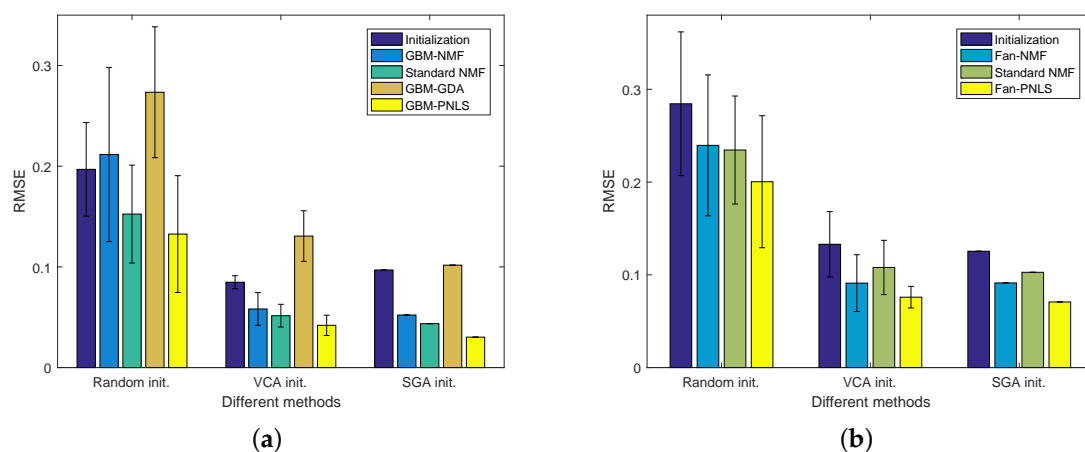 0.3
0.2
0.1
0
RMSE
Initialization
GBM-NMF
Standard NMF
GBM-GDA
GBM-PNLS
Random init.
VCA init.
SGA init.
Different methods
(a)
0.3
0.2
0.1
0
RMSE
Initialization
Fan-NMF
Standard NMF
Fan-PNLS
Random init.
VCA init.
SGA init.
Different methods
(b)